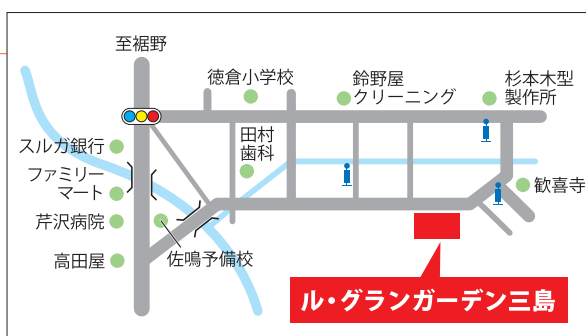 至裾野
徳倉小学校
鈴野屋
クリーニング
杉本木型
製作所
スルガ銀行
田村
歯科
ファミリー
マート
歓喜寺
芹沢病院
佐鳴予備校
高田屋
ル・グランガーデン三島